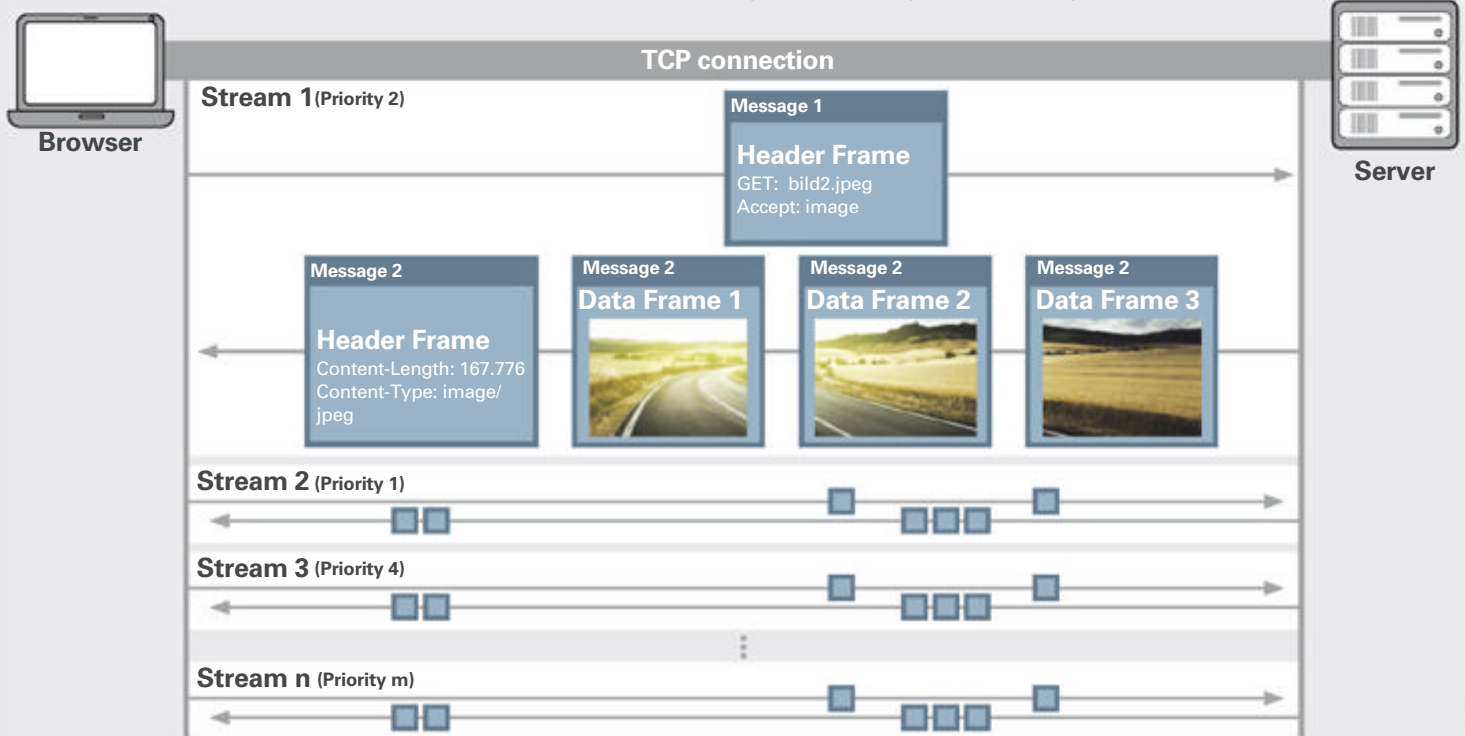 TCP connection
Browser
Server
Stream 1 (Priority 2)
Message 1
Header Frame
GET: bild2.jpeg
Accept: image
Message 2
Header Frame
Content-Length: 167.776
Content-Type: image/
jpeg
Message 2
Data Frame 1
Message 2
Data Frame 2
Message 2
Data Frame 3
Stream 2 (Priority 1)
Stream 3 (Priority 4)
Stream n (Priority m)